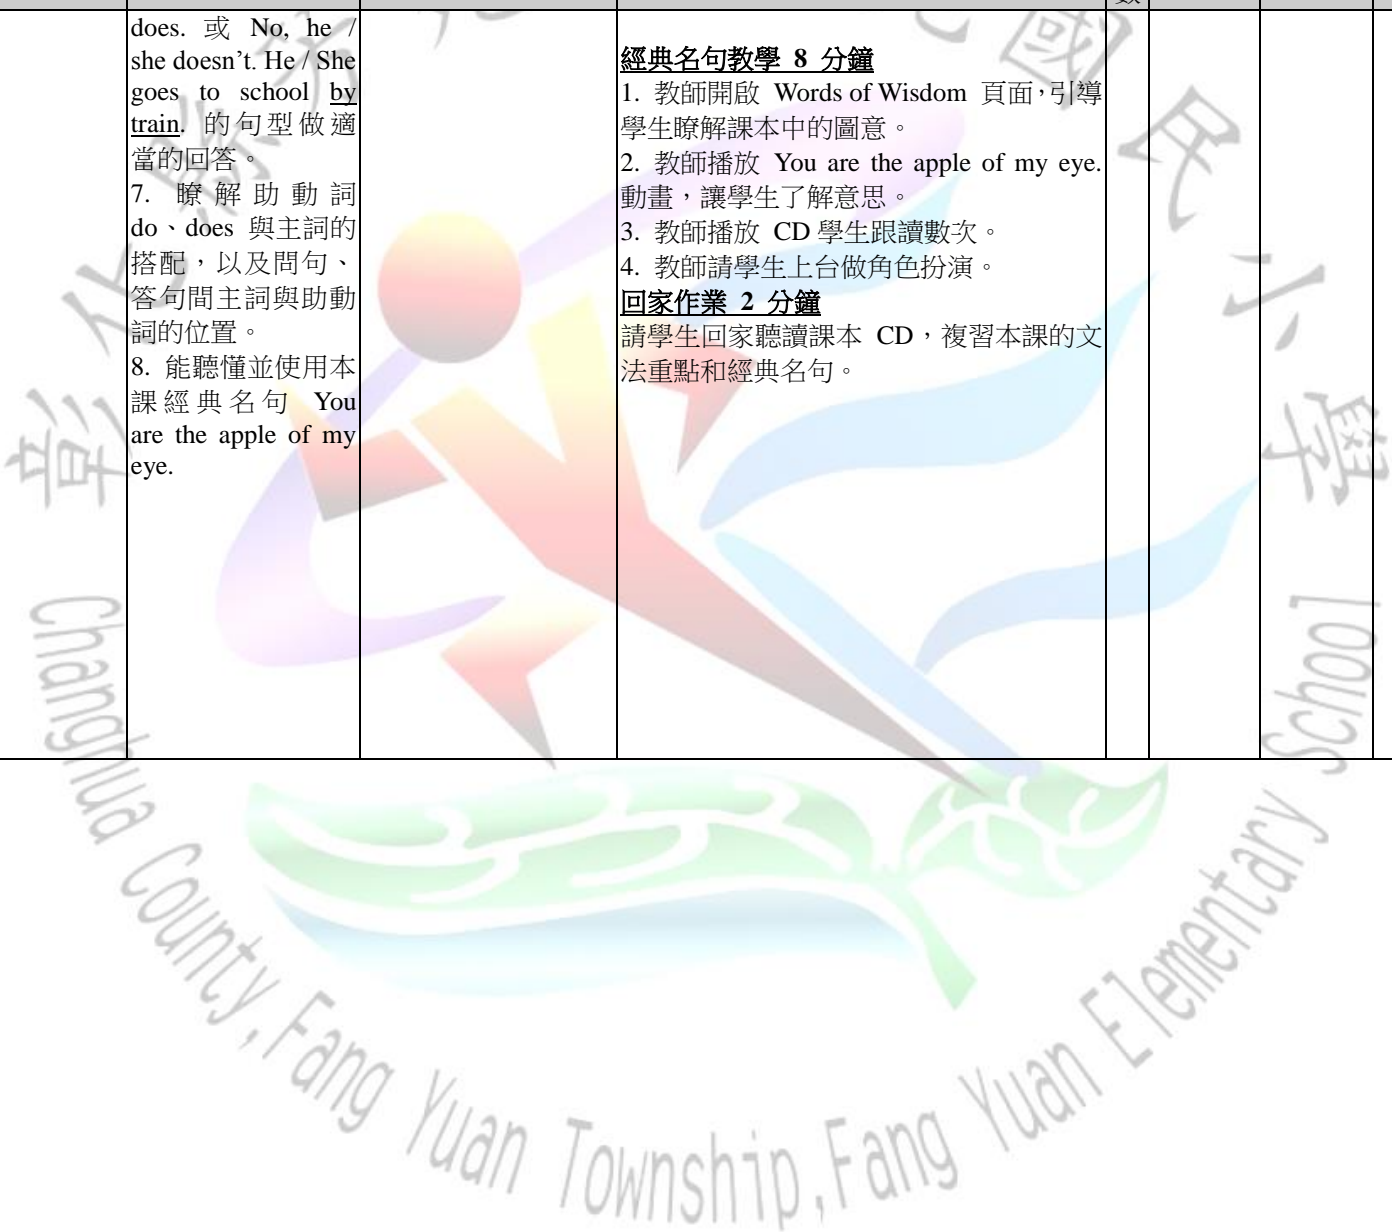 數
does. 或 No, he /
she doesn’t. He / She
goes to school by
train. 的句型做適
當的回答。
7. 瞭解助動詞
do、does 與主詞的
搭配，以及問句、
答句間主詞與助動
詞的位置。
8. 能聽懂並使用本
課經典名句 You
are the apple of my
eye.
經典名句教學 8 分鐘
1. 教師開啟 Words of Wisdom 頁面，引導
學生瞭解課本中的圖意。
2. 教師播放 You are the apple of my eye.
動畫，讓學生了解意思。
3. 教師播放 CD 學生跟讀數次。
4. 教師請學生上台做角色扮演。
回家作業 2 分鐘
請學生回家聽讀課本 CD，複習本課的文
法重點和經典名句。
彰化縣芳
國民小學
Changhua County, Fang Yuan Township, Fang Yuan Elementary School